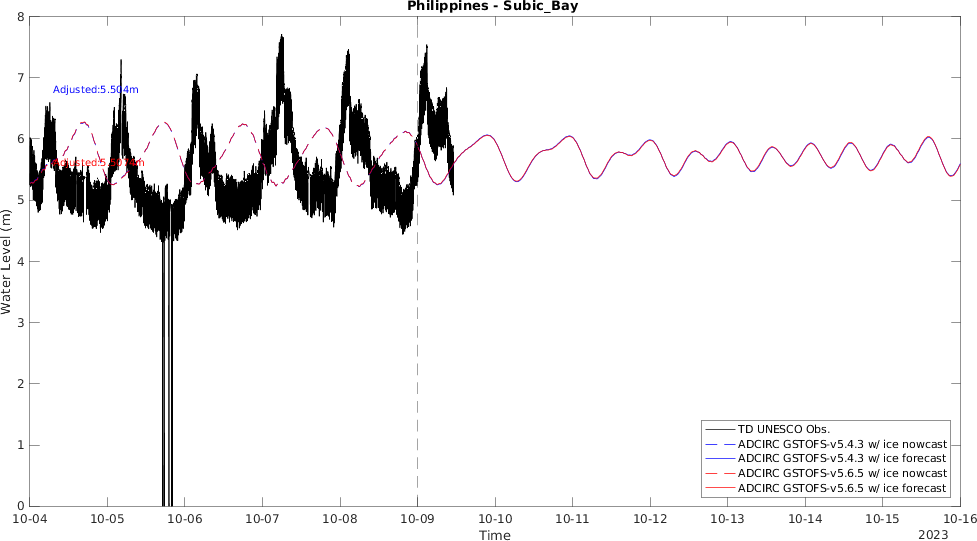 Philippines - Subic_Bay
Water Level (m)
8
7
6
5
4
3
2
1
0
Adjusted:5.504m
TD UNESCO Obs.
ADCIRC GSTOFS-v5.4.3 w/ ice nowcast
ADCIRC GSTOFS-v5.4.3 w/ ice forecast
ADCIRC GSTOFS-v5.6.5 w/ ice nowcast
ADCIRC GSTOFS-v5.6.5 w/ ice forecast
10-04 10-05 10-06 10-07 10-08 10-09 10-10 10-11 10-12 10-13 10-14 10-15 10-16
Time
2023